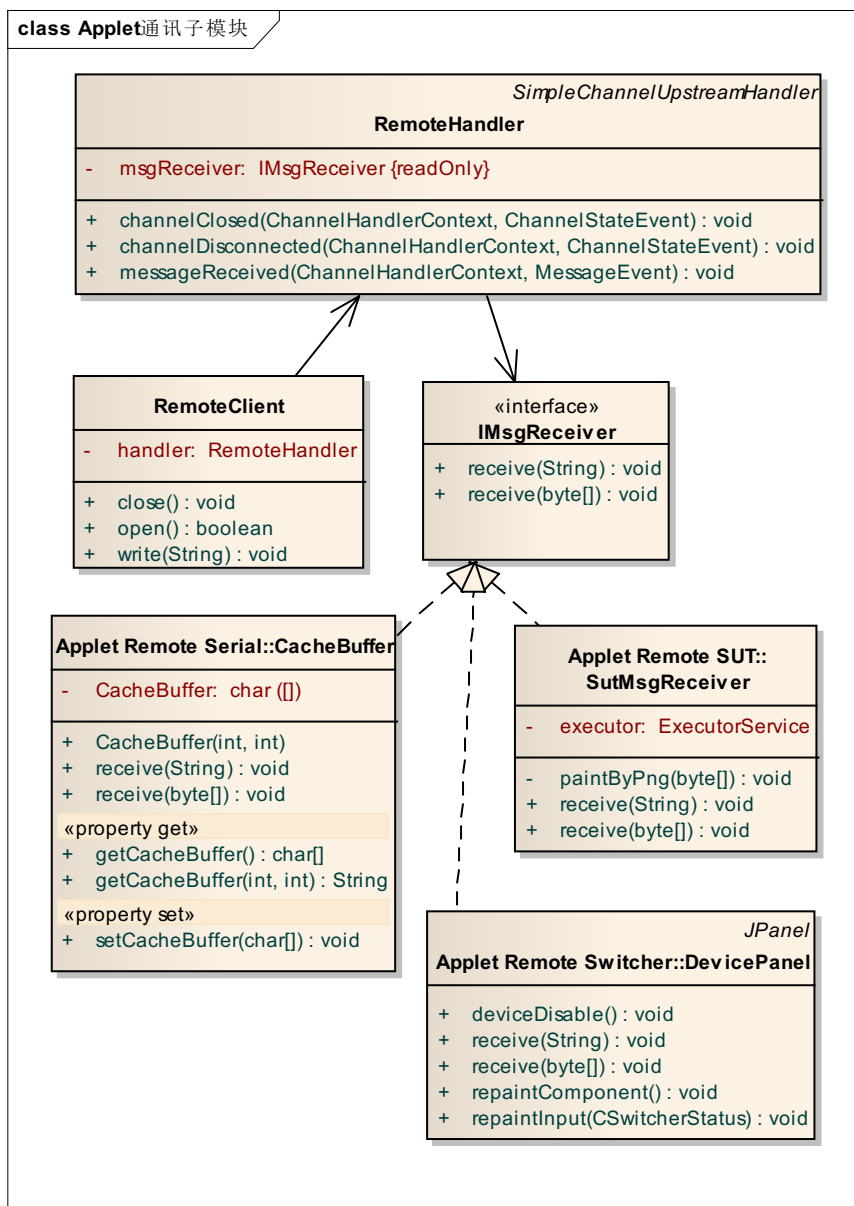 class Applet通讯子模块
SimpleChannelUpstreamHandler
RemoteHandler
- msgReceiver: IMsgReceiver {readOnly}
+ channelClosed(ChannelHandlerContext, ChannelStateEvent) : void
+ channelDisconnected(ChannelHandlerContext, ChannelStateEvent) : void
+ messageReceived(ChannelHandlerContext, MessageEvent) : void
RemoteClient
- handler: RemoteHandler
+ close() : void
+ open() : boolean
+ write(String) : void
«interface»
IMsgReceiver
+ receive(String) : void
+ receive(byte[]) : void
Applet Remote Serial::CacheBuffer
- CacheBuffer: char ([])
+ CacheBuffer(int, int)
+ receive(String) : void
+ receive(byte[]) : void
«property get»
+ getCacheBuffer() : char[]
+ getCacheBuffer(int, int) : String
«property set»
+ setCacheBuffer(char[]) : void
Applet Remote SUT::
SutMsgReceiver
- executor: ExecutorService
- paintByPng(byte[]) : void
+ receive(String) : void
+ receive(byte[]) : void
JPanel
Applet Remote Switcher::DevicePanel
+ deviceDisable() : void
+ receive(String) : void
+ receive(byte[]) : void
+ repaintComponent() : void
+ repaintInput(CSwitcherStatus) : void